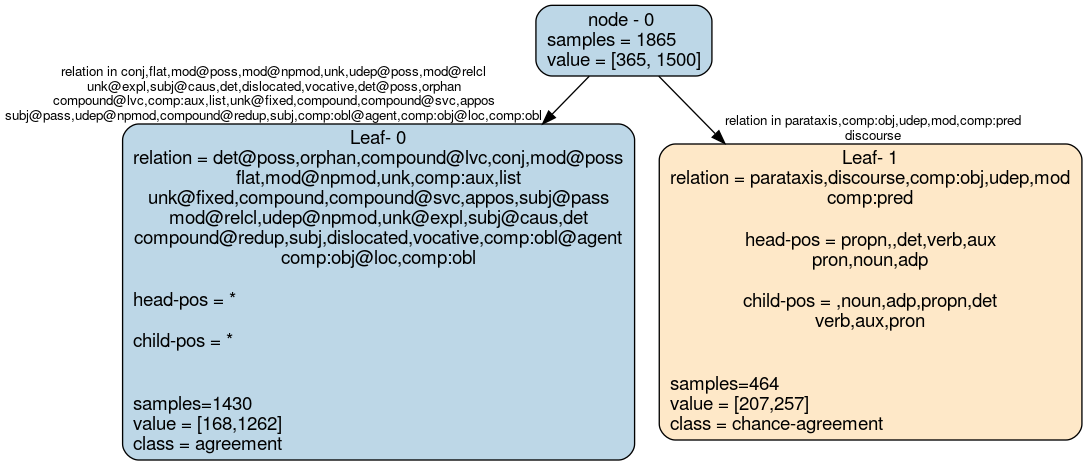 node - 0
samples = 1865
value = [365, 1500]
relation in conj,flat,mod@poss,mod@npmod,unk,udep@poss,mod@relcl
unk@expl,subj@caus,det,dislocated,vocative,det@poss,orphan
compound@lvc,comp:aux,list,unk@fixed,compound,compound@svc,appos
subj@pass,udep@npmod,compound@redup,subj,comp:obl@agent,comp:obj@loc,comp:obl
relation in parataxis,comp:obj,udep,mod,comp:pred
discourse
Leaf- 0
relation = det@poss,orphan,compound@lvc,conj,mod@poss
flat,mod@npmod,unk,comp:aux,list
unk@fixed,compound,compound@svc,appos,subj@pass
mod@relcl,udep@npmod,unk@expl,subj@caus,det
compound@redup,subj,dislocated,vocative,comp:obl@agent
comp:obj@loc,comp:obl
head-pos = *
child-pos = *
samples=1430
value = [168,1262]
class = agreement
Leaf- 1
relation = parataxis,discourse,comp:obj,udep,mod
comp:pred
head-pos = propn,,det,verb,aux
pron,noun,adp
child-pos = ,noun,adp,propn,det
verb,aux,pron
samples=464
value = [207,257]
class = chance-agreement